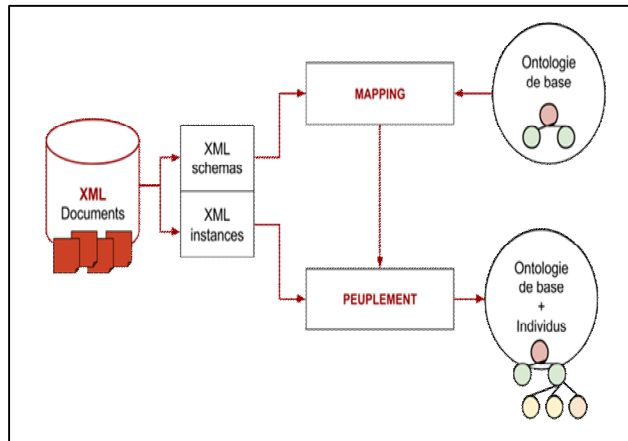 Ontologie
de base
MAPPING
XML
schemas
XML
Documents
XML
instances
PEUPLEMENT
Ontologie
de base
+
Individus